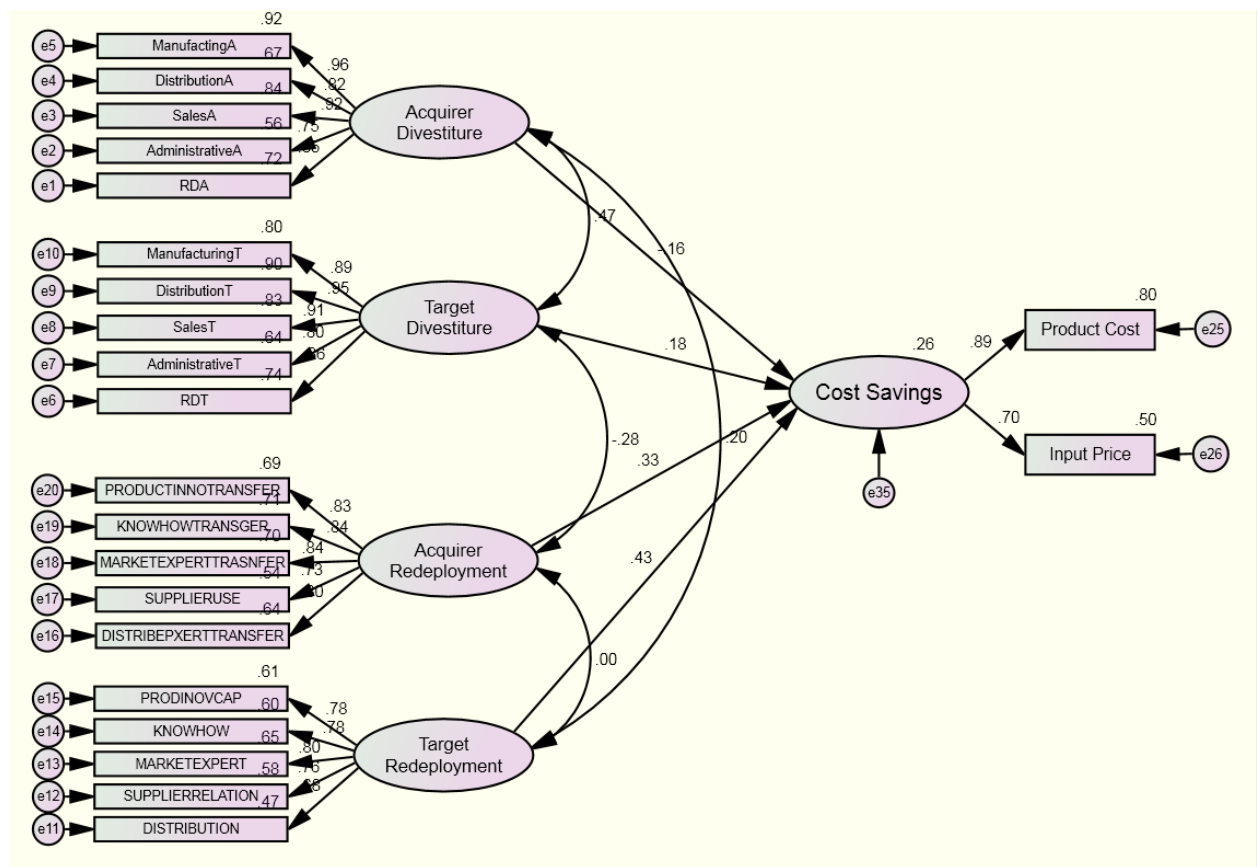 .92
e5
ManufactingA
.67
.96
e4
DistributionA
.84
.82
e3
SalesA
.92
.56
e2
AdministrativeA
.75
.72
e1
RDA
Acquirer
Divestiture
.47
-.16
.80
e10
ManufacturingT
.90
.89
e9
DistributionT
.83
.95
e8
SalesT
.91
.64
e7
AdministrativeT
.80
.74
e6
RDT
Target
Divestiture
.18
-.28
.69
e20
PRODUCTINNOTRANSFER
.71
.83
e19
KNOWHOWTRANSGER
.70
.84
e18
MARKETEXPERTTRASNFER
.84
.54
e17
SUPPLIERUSE
.73
.64
.80
e16
DISTRIBEPXERTTRANSFER
Acquirer
Redeployment
.33
.20
.43
.00
.61
e15
PRODINOVCAP
.60
.78
e14
KNOWHOW
.65
.78
e13
MARKETEXPERT
.80
.58
e12
SUPPLIERRELATION
.76
.47
e11
DISTRIBUTION
Target
Redeployment
.26
Cost Savings
e35
.80
.89
Product Cost
e25
.70
.50
Input Price
e26